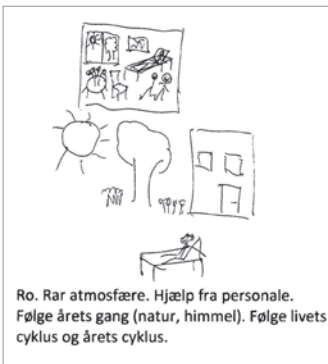 Ro. Rar atmosfære. Hjælp fra personale.
Følge årets gang (natur, himmel). Følge livets
cyklus og årets cyklus.